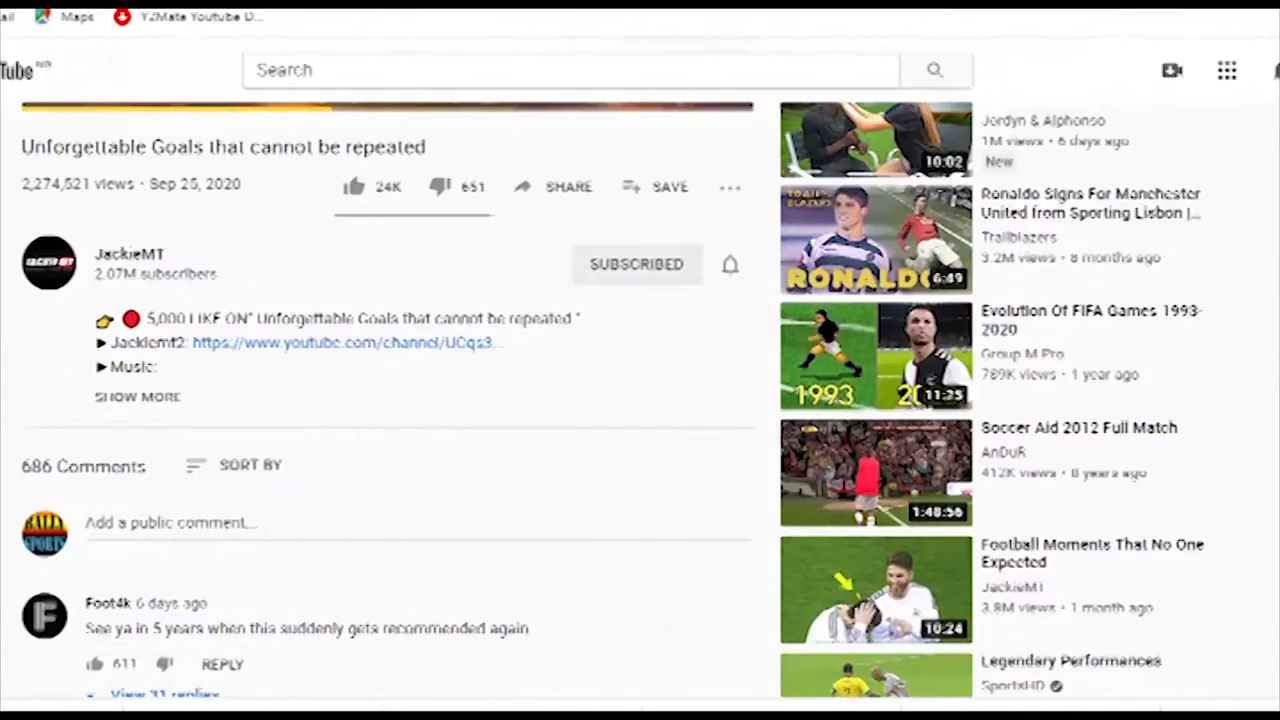 ail Maps Y2Mate Youtube D...
Tube
Search
Unforgettable Goals that cannot be repeated
2,274,521 views • Sep 25, 2020
24K 651 SHARE SAVE
JackieMT
2.07M subscribers
SUBSCRIBED
5,000 LIKE ON" Unforgettable Goals that cannot be repeated "
►Jackiemt2: https://www.youtube.com/channel/UCqs3...
►Music:
SHOW MORE
686 Comments SORT BY
RALLY
SPORTS
Add a public comment...
F
Foot4k 6 days ago
See ya in 5 years when this suddenly gets recommended again
611 REPLY
View 31 replies
10:02
Jordyn & Alphonso
1M views • 6 days ago
New
BLAZERS
RONALDO
6:49
Ronaldo Signs For Manchester
United from Sporting Lisbon |...
Trailblazers
3.2M views • 8 months ago
1993
20
11:35
Evolution Of FIFA Games 1993-
2020
Group M Pro
789K views • 1 year ago
1:48:56
Soccer Aid 2012 Full Match
AnDuR
412K views • 8 years ago
10:24
Football Moments That No One
Expected
JackieMT
3.8M views • 1 month ago
Legendary Performances
SportsHD